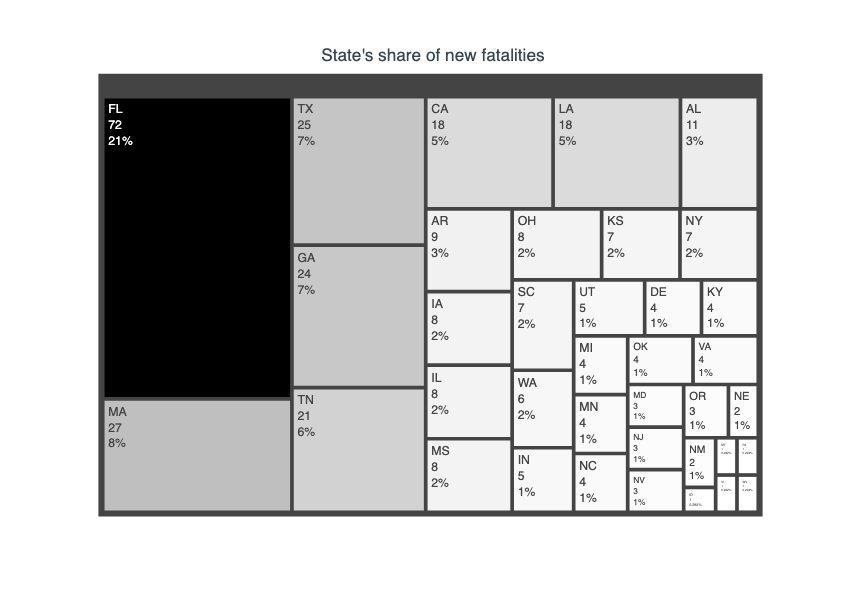 State's share of new fatalities
FL
72
21%
MA
27
8%
TX
25
7%
GA
24
7%
TN
21
6%
CA
18
5%
LA
18
5%
AL
11
3%
AR
9
3%
IA
8
2%
IL
8
2%
MS
8
2%
OH
8
2%
KS
7
2%
NY
7
2%
SC
7
2%
WA
6
2%
IN
5
1%
UT
5
1%
DE
4
1%
KY
4
1%
MI
4
1%
MN
4
1%
NC
4
1%
OK
4
1%
VA
4
1%
MD
3
1%
NJ
3
1%
NV
3
1%
OR
3
1%
NE
2
1%
NM
2
1%